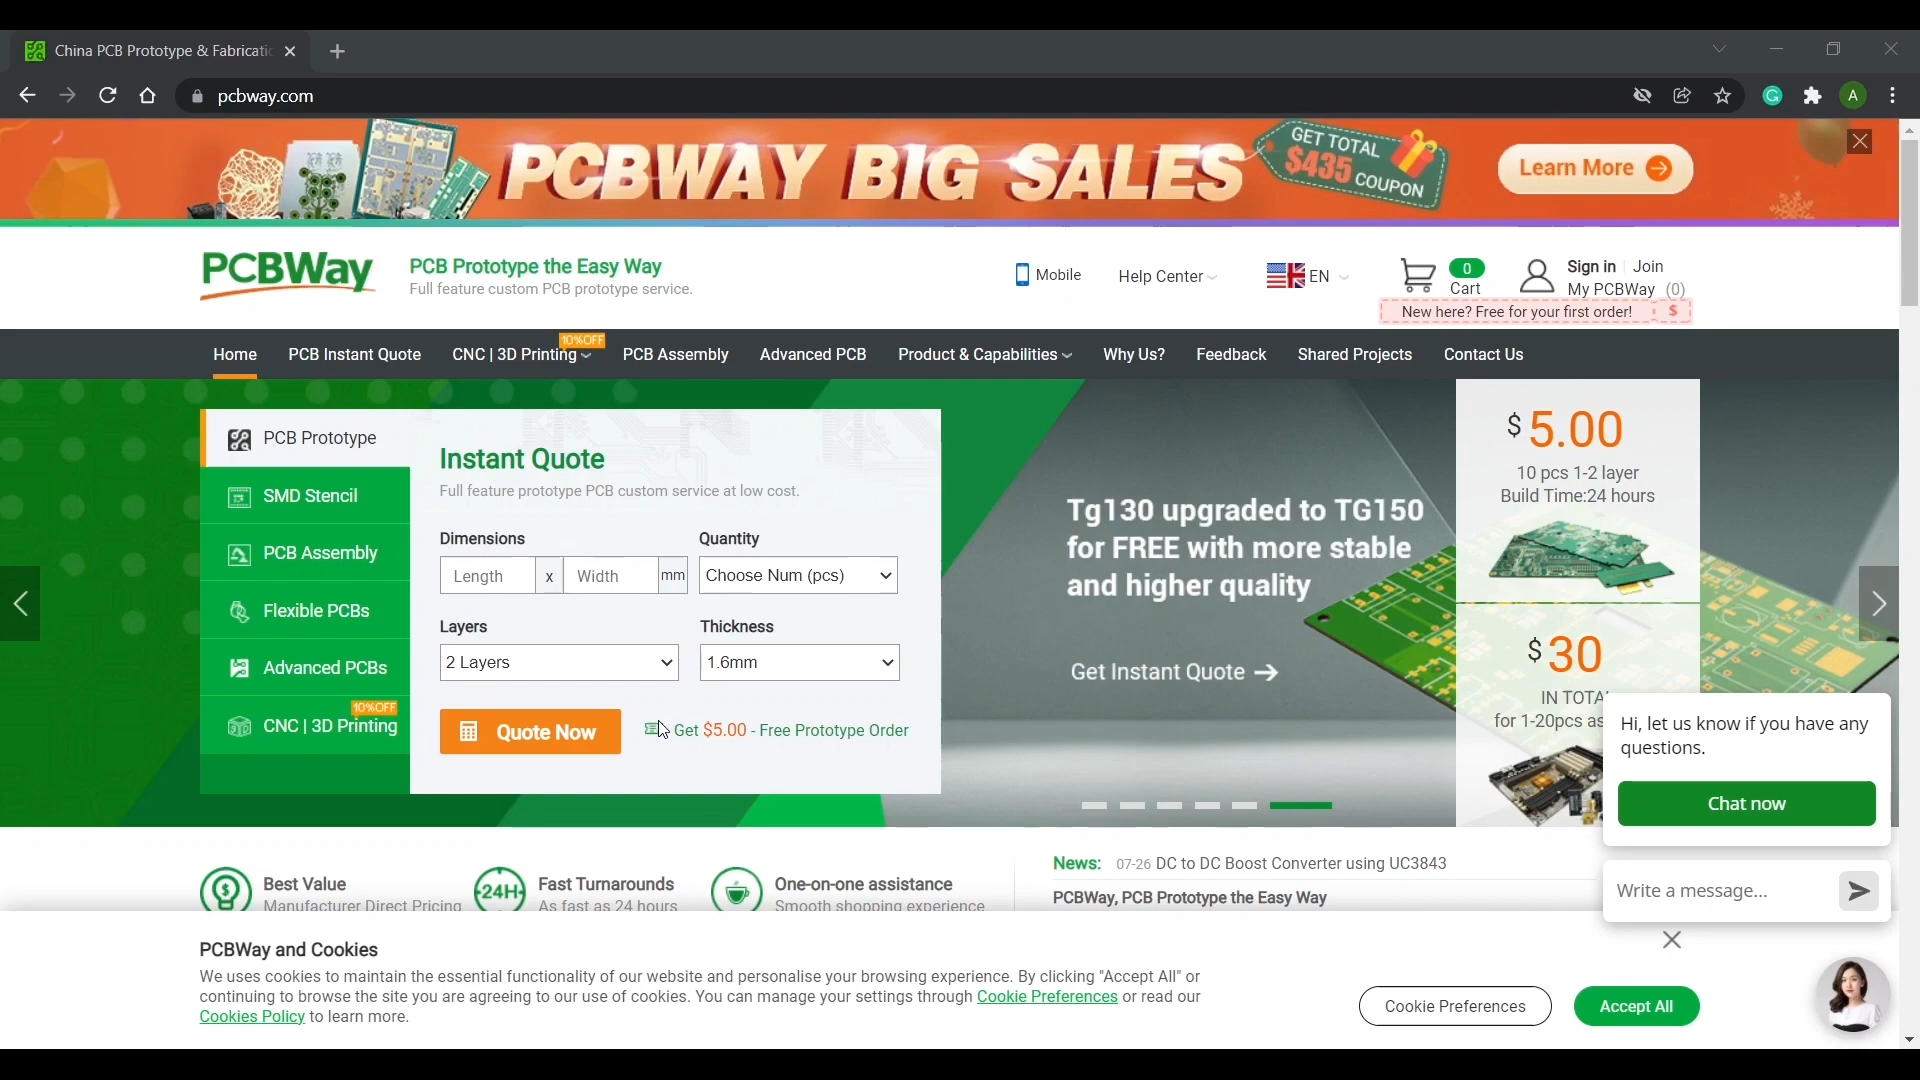 China PCB Prototype & Fabricatic
pcbway.com
A
PCBWAY BIG SALES
GET TOTAL
$435
COUPON
Learn More
PCBWay
PCB Prototype the Easy Way
Full feature custom PCB prototype service.
Mobile
Help Center
EN
0
Cart
Sign in
Join
My PCBWay (0)
New here? Free for your first order! $
Home
PCB Instant Quote
CNC | 3D Printing
10%OFF
PCB Assembly
Advanced PCB
Product & Capabilities
Why Us?
Feedback
Shared Projects
Contact Us
PCB Prototype
SMD Stencil
PCB Assembly
Flexible PCBs
Advanced PCBs
10%OFF
CNC | 3D Printing
Instant Quote
Full feature prototype PCB custom service at low cost.
Dimensions
Quantity
Length x Width mm
Choose Num (pcs)
Layers
Thickness
2 Layers
1.6mm
Quote Now
Get $5.00 - Free Prototype Order
Tg130 upgraded to TG150
for FREE with more stable
and higher quality
Get Instant Quote
$ 5.00
10 pcs 1-2 layer
Build Time:24 hours
$ 30
IN TOTA
for 1-20pcs as
Hi, let us know if you have any
questions.
Chat now
Write a message...
Best Value
Manufacturer Direct Pricing
24H
Fast Turnarounds
As fast as 24 hours
One-on-one assistance
Smooth shopping experience
News: 07-26 DC to DC Boost Converter using UC3843
PCBWay, PCB Prototype the Easy Way
PCBWay and Cookies
We uses cookies to maintain the essential functionality of our website and personalise your browsing experience. By clicking "Accept All" or
continuing to browse the site you are agreeing to our use of cookies. You can manage your settings through Cookie Preferences or read our
Cookies Policy to learn more.
Cookie Preferences
Accept All